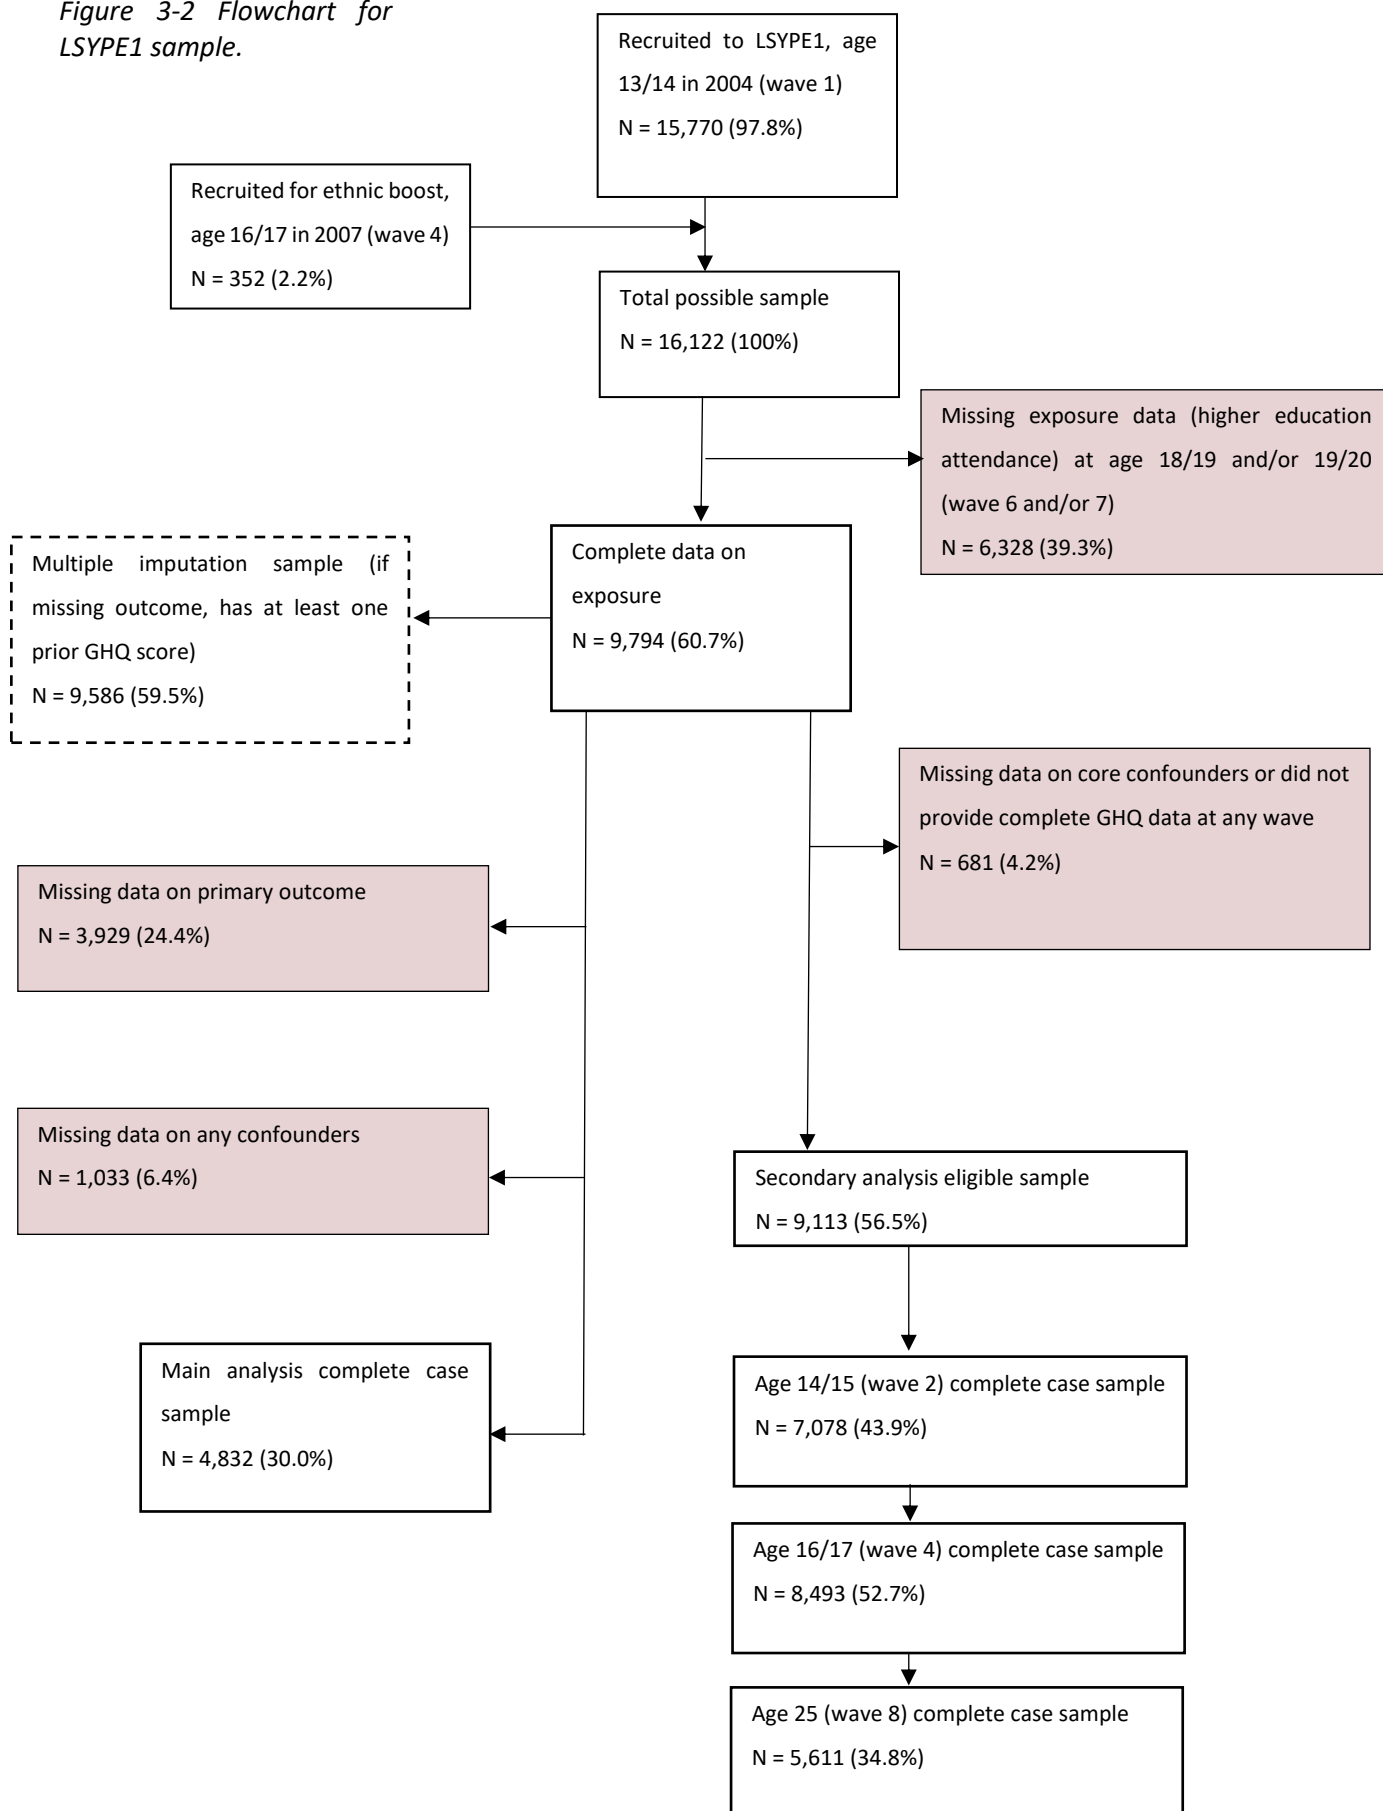 Figure 3-2 Flowchart for
LSYPE1 sample.
Recruited to LSYPE1, age
13/14 in 2004 (wave 1)
N = 15,770 (97.8%)
Recruited for ethnic boost,
age 16/17 in 2007 (wave 4)
N = 352 (2.2%)
Total possible sample
N = 16,122 (100%)
Missing exposure data (higher education
attendance) at age 18/19 and/or 19/20
(wave 6 and/or 7)
N = 6,328 (39.3%)
Complete data on
exposure
N = 9,794 (60.7%)
Multiple imputation sample (if
missing outcome, has at least one
prior GHQ score)
N = 9,586 (59.5%)
Missing data on core confounders or did not
provide complete GHQ data at any wave
N = 681 (4.2%)
Missing data on primary outcome
N = 3,929 (24.4%)
Missing data on any confounders
N = 1,033 (6.4%)
Secondary analysis eligible sample
N = 9,113 (56.5%)
Main analysis complete case
sample
N = 4,832 (30.0%)
Age 14/15 (wave 2) complete case sample
N = 7,078 (43.9%)
Age 16/17 (wave 4) complete case sample
N = 8,493 (52.7%)
Age 25 (wave 8) complete case sample
N = 5,611 (34.8%)